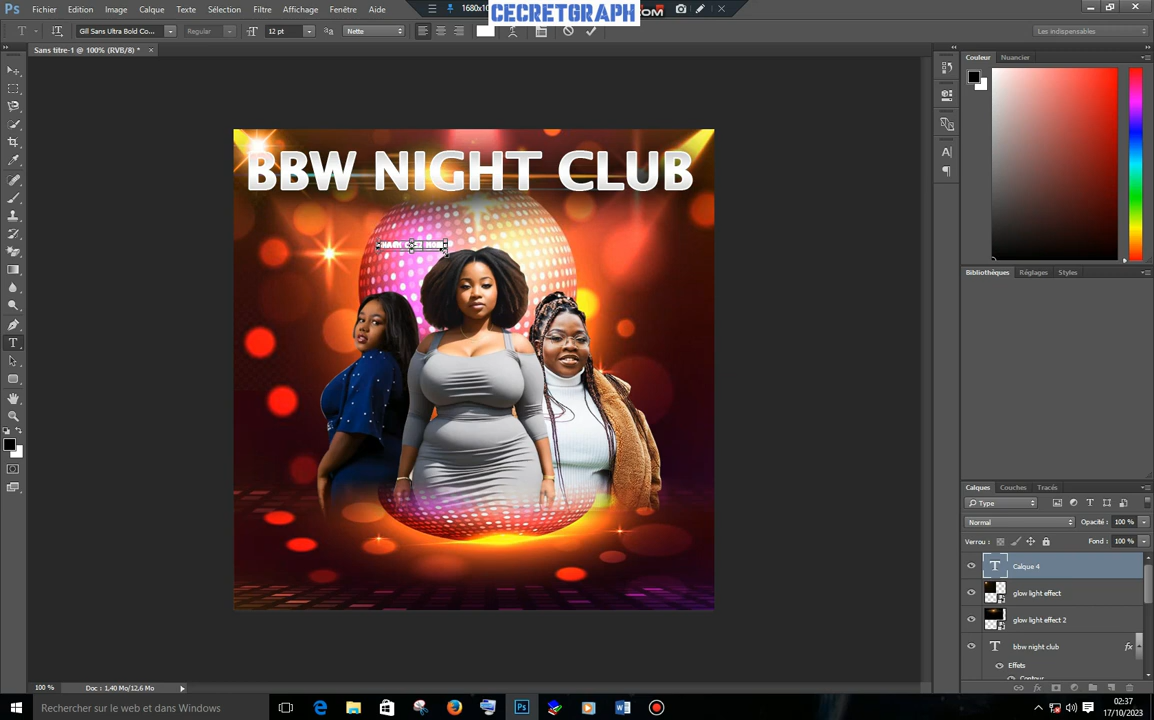 Fichier Edition Image Calque Texte Sélection Filtre Affichage Fenêtre Aide
1680x10
CECRETGRAPH
.COM
Gill Sans Ultra Bold Co...
Regular
12 pt
Nette
Les indispensables
Sans titre-1 @ 100% (RVB/8) *
Couleur Nuancier
BBW NIGHT CLUB
Bibliothèques Réglages Styles
Calques Couches Tracés
Type
Normal
Opacité : 100 %
Verrou :
Fond : 100 %
Calque 4
glow light effect
glow light effect 2
bbw night club
fx
Effets
Contour
100 %
Doc : 1,40 Mo/12,6 Mo
Rechercher sur le web et dans Windows
02:37
17/10/2023